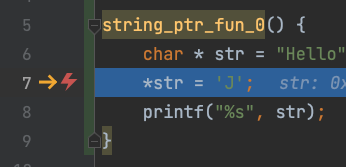 5 string_ptr_fun_0() {
6 char * str = "Hello"
7 *str = 'J'; str: 0x
8 printf("%s", str);
9 }